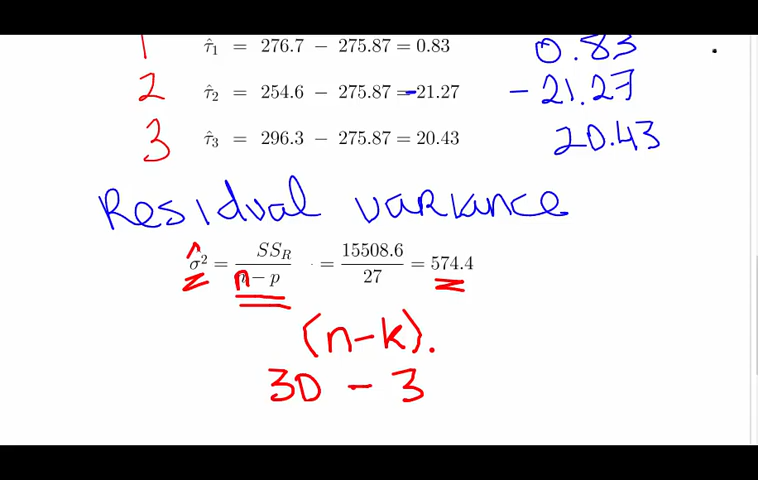 1 τ̂₁ = 276.7 − 275.87 = 0.83 0.83
2 τ̂₂ = 254.6 − 275.87 = -21.27 -21.27
3 τ̂₃ = 296.3 − 275.87 = 20.43 20.43
Residual variance
σ̂² = SS_R / n − p = 15508.6 / 27 = 574.4
(n-k).
30 - 3